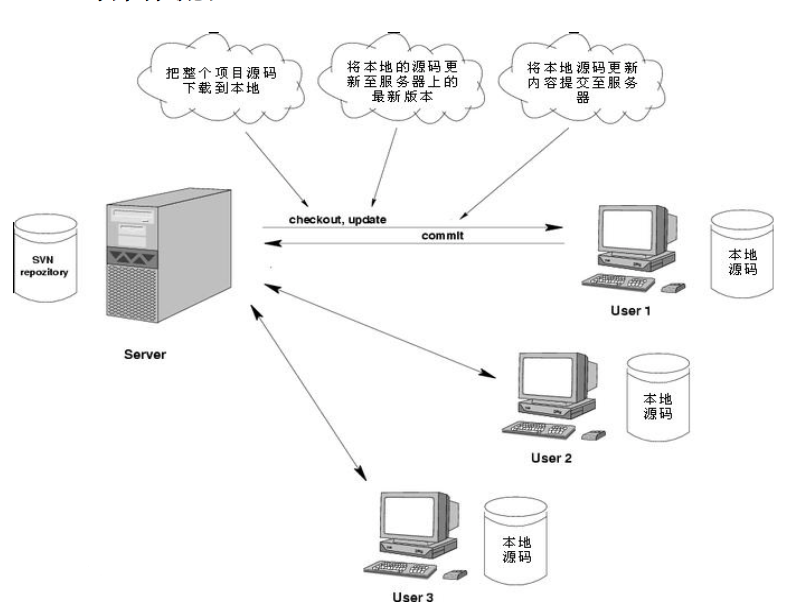 把整个项目源码
下载到本地
将本地的源码更
新至服务器上的
最新版本
将本地源码更新
内容提交至服务
器
checkout, update
commit
SVN
repozitory
Server
本地
源码
User 1
本地
源码
User 2
本地
源码
User 3